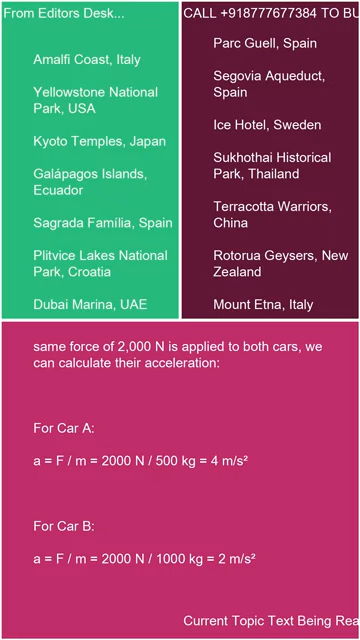 From Editors Desk...
Amalfi Coast, Italy
Yellowstone National
Park, USA
Kyoto Temples, Japan
Galápagos Islands,
Ecuador
Sagrada Família, Spain
Plitvice Lakes National
Park, Croatia
Dubai Marina, UAE
CALL +918777677384 TO BU
Parc Guell, Spain
Segovia Aqueduct,
Spain
Ice Hotel, Sweden
Sukhothai Historical
Park, Thailand
Terracotta Warriors,
China
Rotorua Geysers, New
Zealand
Mount Etna, Italy
same force of 2,000 N is applied to both cars, we
can calculate their acceleration:
For Car A:
a = F / m = 2000 N / 500 kg = 4 m/s²
For Car B:
a = F / m = 2000 N / 1000 kg = 2 m/s²
Current Topic Text Being Rea